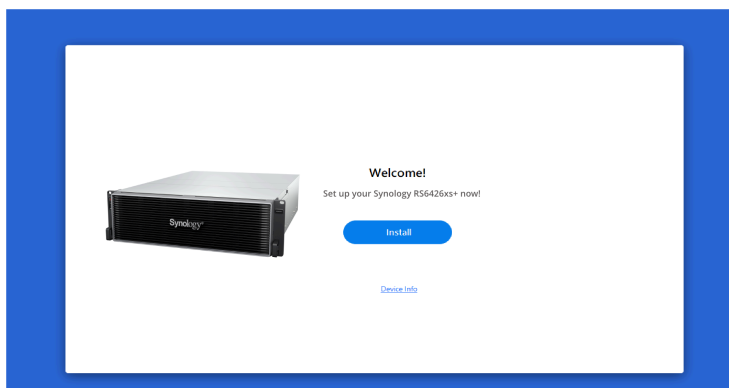 Welcome!
Set up your Synology RS6426xs+ now!
Synology
Install
Device Info